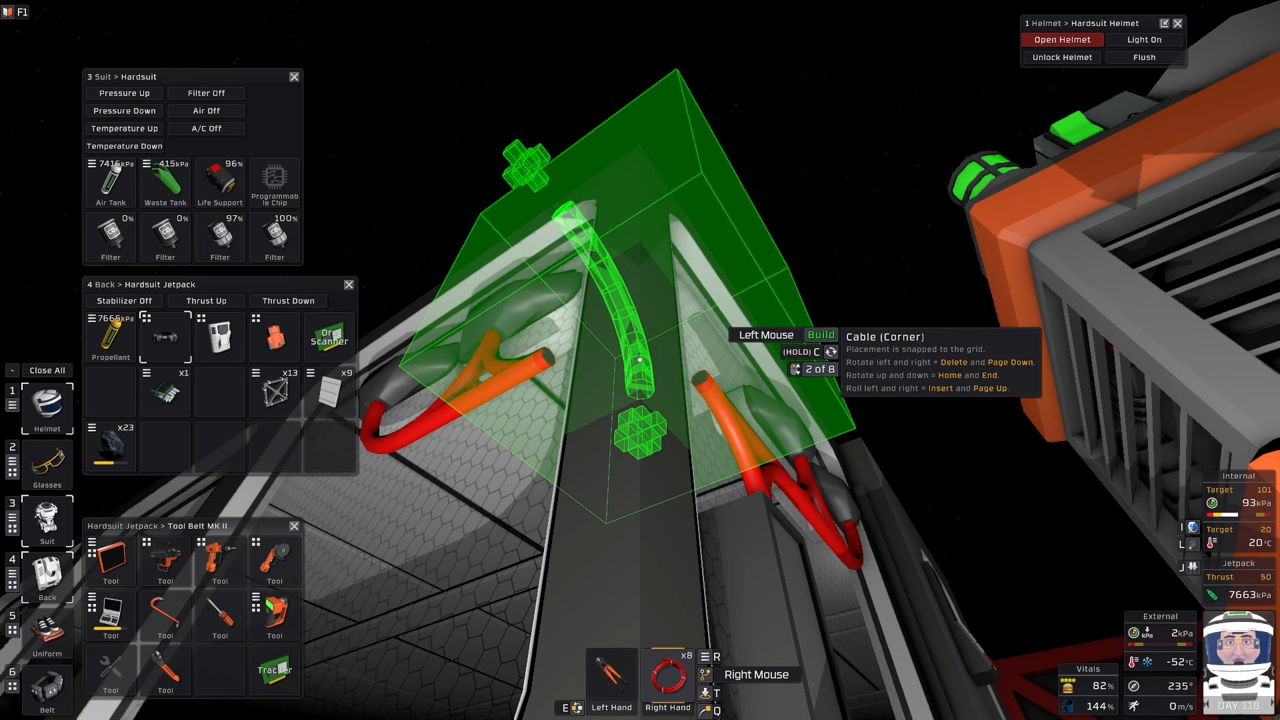 F1
1 Helmet > Hardsuit Helmet
Open Helmet
Light On
Unlock Helmet
Flush
3 Suit > Hardsuit
Pressure Up
Filter Off
Pressure Down
Air Off
Temperature Up
A/C Off
Temperature Down
7416kPa
415kPa
96%
Air Tank
Waste Tank
Life Support
Programmab
le Chip
0%
0%
97%
100%
Filter
Filter
Filter
Filter
4 Back > Hardsuit Jetpack
Stabilizer Off
Thrust Up
Thrust Down
7665kPa
Propellant
Ore
Scanner
x1
x13
x9
x23
~
Close All
1
Helmet
2
Glasses
3
Suit
4
Back
5
Uniform
6
Belt
Hardsuit Jetpack > Tool Belt MK II
Tool
Tool
Tool
Tool
Tool
Tool
Tool
Tool
Tool
Tool
Tracker
Left Mouse
Build
(HOLD) C
2 of 8
Cable (Corner)
Placement is snapped to the grid.
Rotate left and right = Delete and Page Down.
Rotate up and down = Home and End.
Roll left and right = Insert and Page Up.
E
Left Hand
x8
Right Hand
R
T
Q
Right Mouse
Internal
Target 101
93kPa
Target 20
20°C
Jetpack
Thrust 50
7663kPa
I
L
J
External
kPa
2kPa
-52°C
235°
0m/s
Vitals
82%
144%
DAY 118